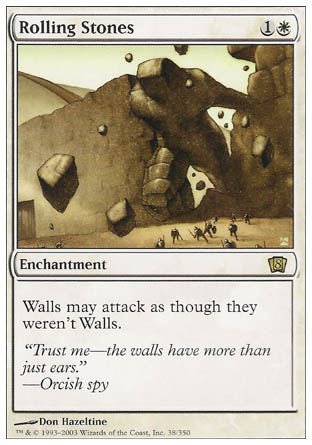 Rolling Stones 1
Enchantment 8
Walls may attack as though they
weren't Walls.
“Trust me—the walls have more than
just ears.”
—Orcish spy
Don Hazeltine
™ & © 1993–2003 Wizards of the Coast, Inc. 38/350